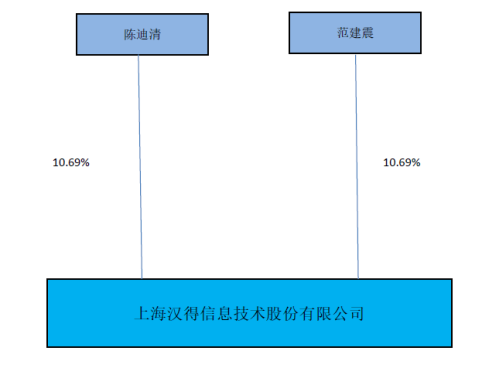 陈迪清
范建震
10.69%
10.69%
上海汉得信息技术股份有限公司